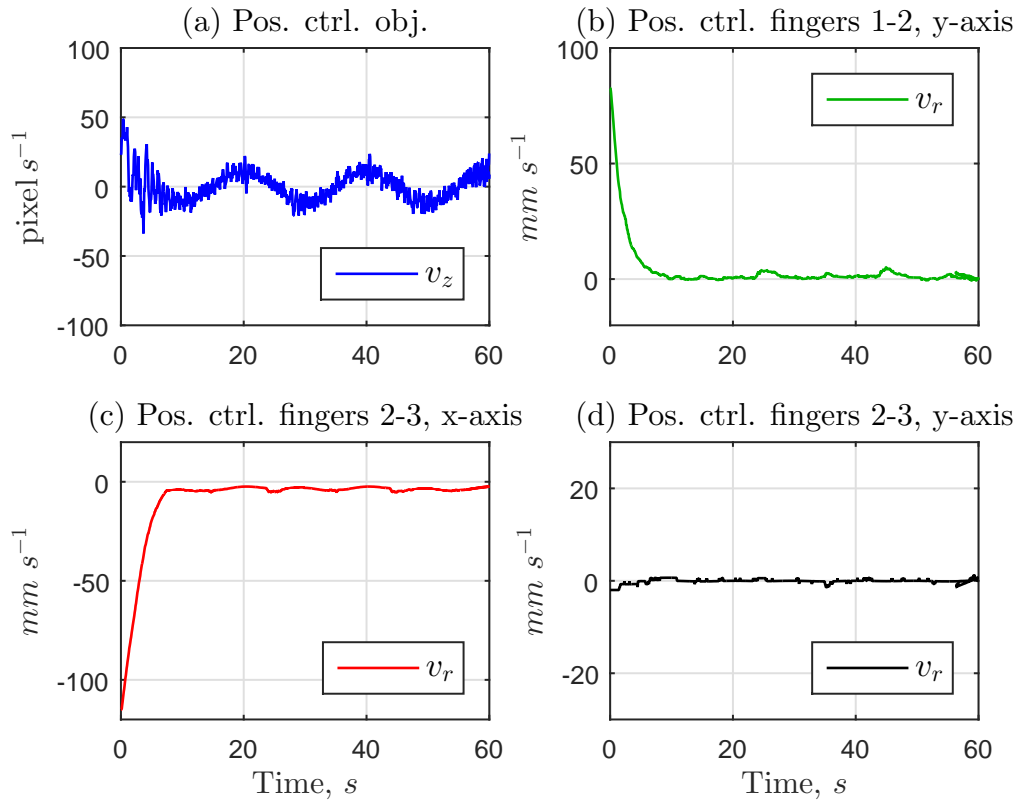 (a) Pos. ctrl. obj.
100
50
0
-50
-100
pixel s⁻¹
v_z
0 20 40 60
(b) Pos. ctrl. fingers 1-2, y-axis
100
50
0
mm s⁻¹
v_r
0 20 40 60
(c) Pos. ctrl. fingers 2-3, x-axis
0
-50
-100
mm s⁻¹
v_r
0 20 40 60
Time, s
(d) Pos. ctrl. fingers 2-3, y-axis
20
0
-20
mm s⁻¹
v_r
0 20 40 60
Time, s